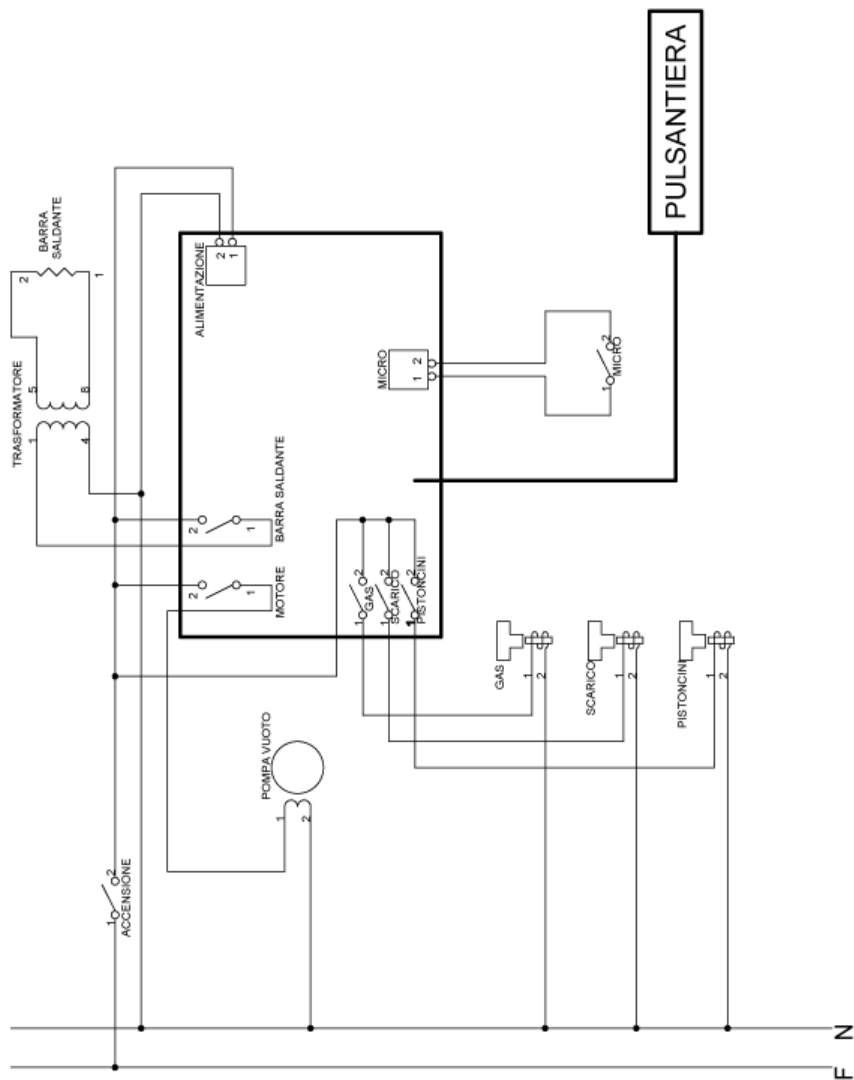 PULSANTIERA
BARRA
SALDANTE
2
1
TRASFORMATORE
5
8
1
4
ALIMENTAZIONE
2
1
MICRO
1 2
1 2
MICRO
2
1
BARRA SALDANTE
2
1
MOTORE
1 2
GAS
1 2
SCARICO
1 2
PISTONCINI
GAS
1
2
SCARICO
1
2
PISTONCINI
1
2
POMPA VUOTO
1
2
1 2
ACCENSIONE
N
F